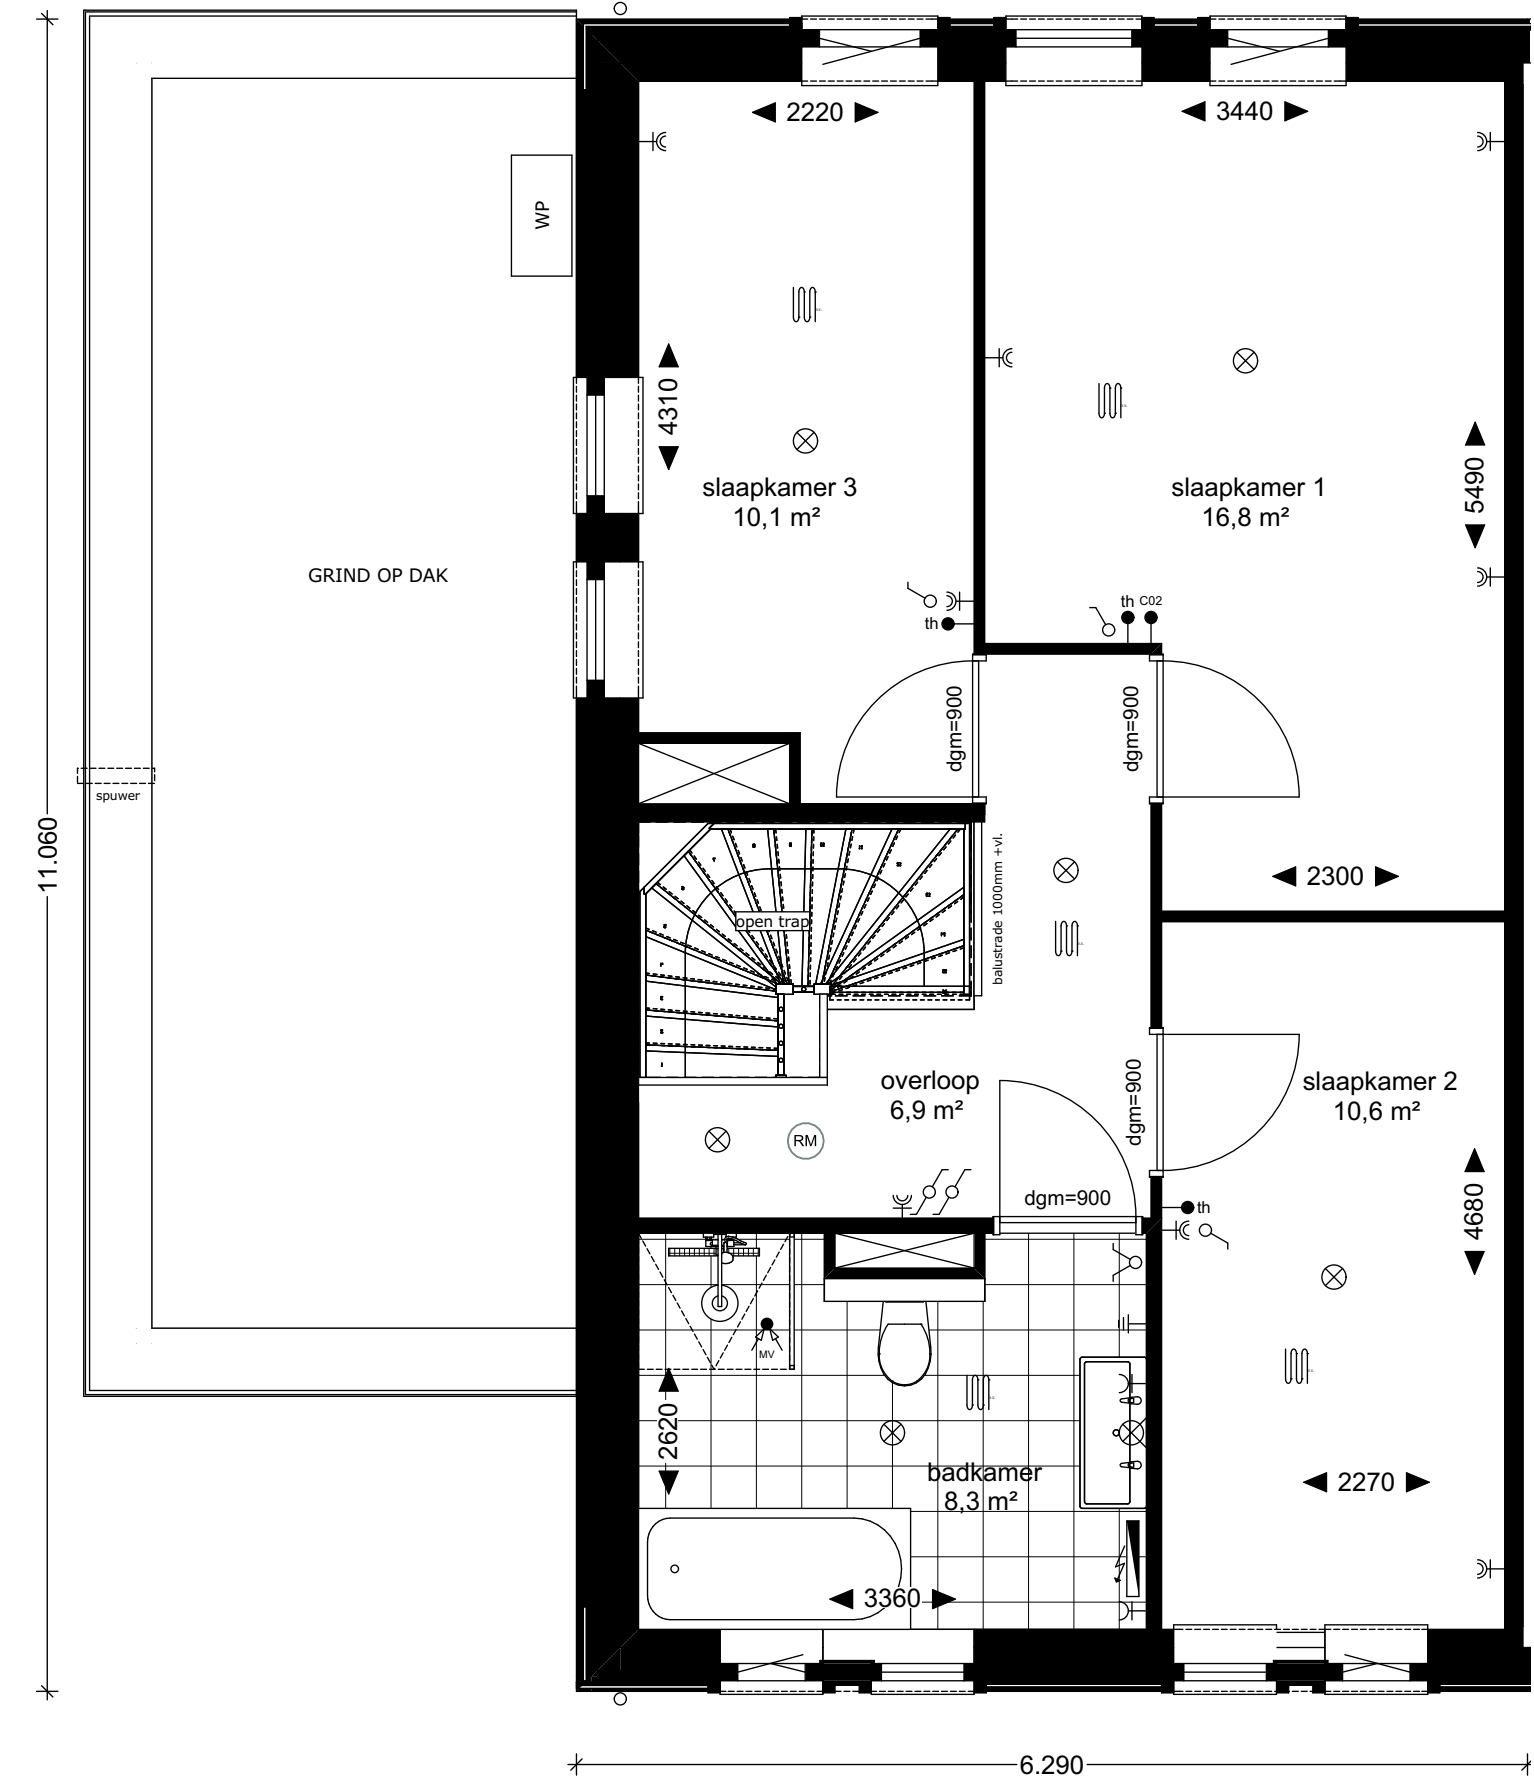 2220
3440
WP
4310
slaapkamer 3
10,1 m²
slaapkamer 1
16,8 m²
5490
GRIND OP DAK
th
th
C02
dgm=900
dgm=900
spuwer
11.060
balustrade 1000mm +vl.
2300
open trap
overloop
6,9 m²
dgm=900
slaapkamer 2
10,6 m²
RM
dgm=900
th
4680
MV
2620
badkamer
8,3 m²
2270
3360
6.290